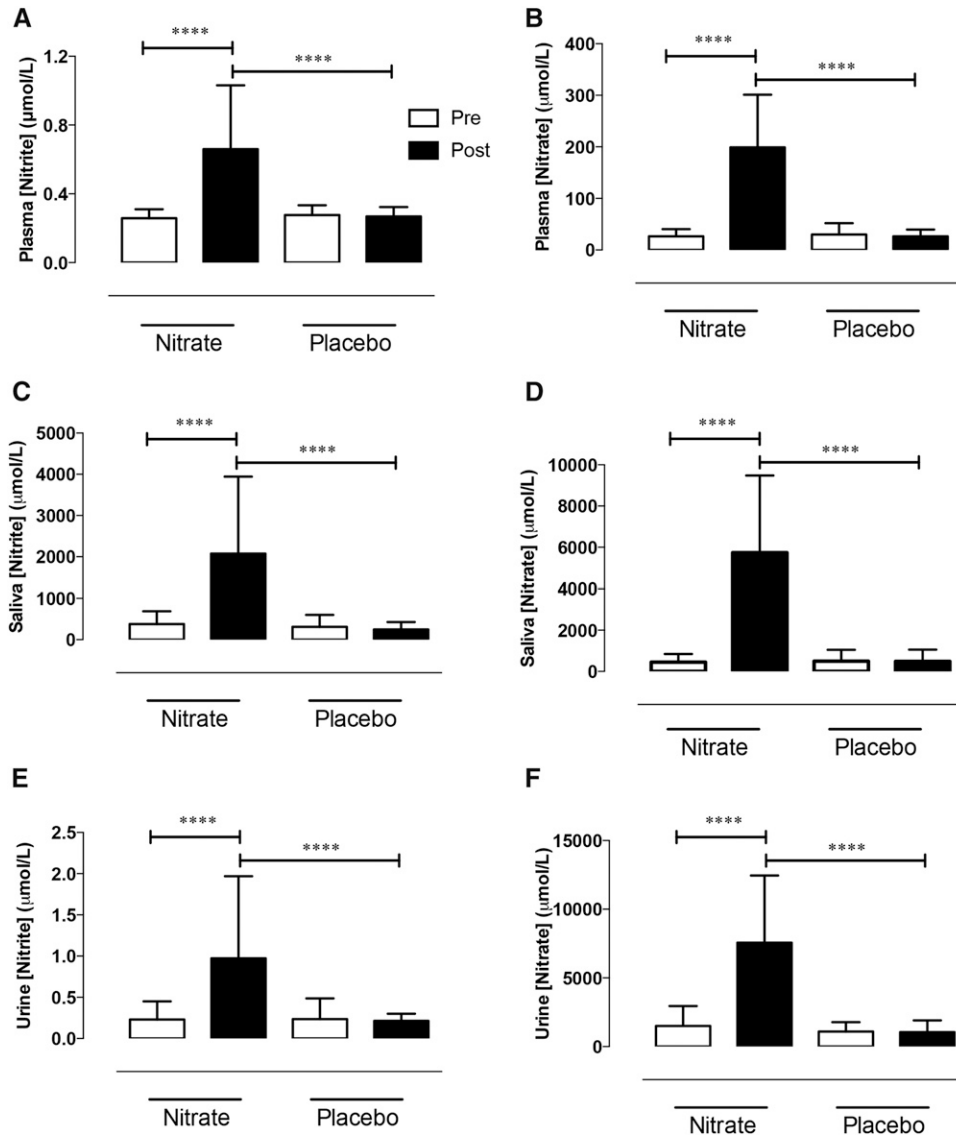 A
****
****
1.2
0.8
0.4
0.0
Plasma [Nitrite] (μmol/L)
Pre
Post
Nitrate Placebo
B
****
****
400
300
200
100
0
Plasma [Nitrate] (μmol/L)
Nitrate Placebo
C
****
****
5000
4000
3000
2000
1000
0
Saliva [Nitrite] (μmol/L)
Nitrate Placebo
D
****
****
10000
8000
6000
4000
2000
0
Saliva [Nitrate] (μmol/L)
Nitrate Placebo
E
****
****
2.5
2.0
1.5
1.0
0.5
0.0
Urine [Nitrite] (μmol/L)
Nitrate Placebo
F
****
****
15000
10000
5000
0
Urine [Nitrate] (μmol/L)
Nitrate Placebo